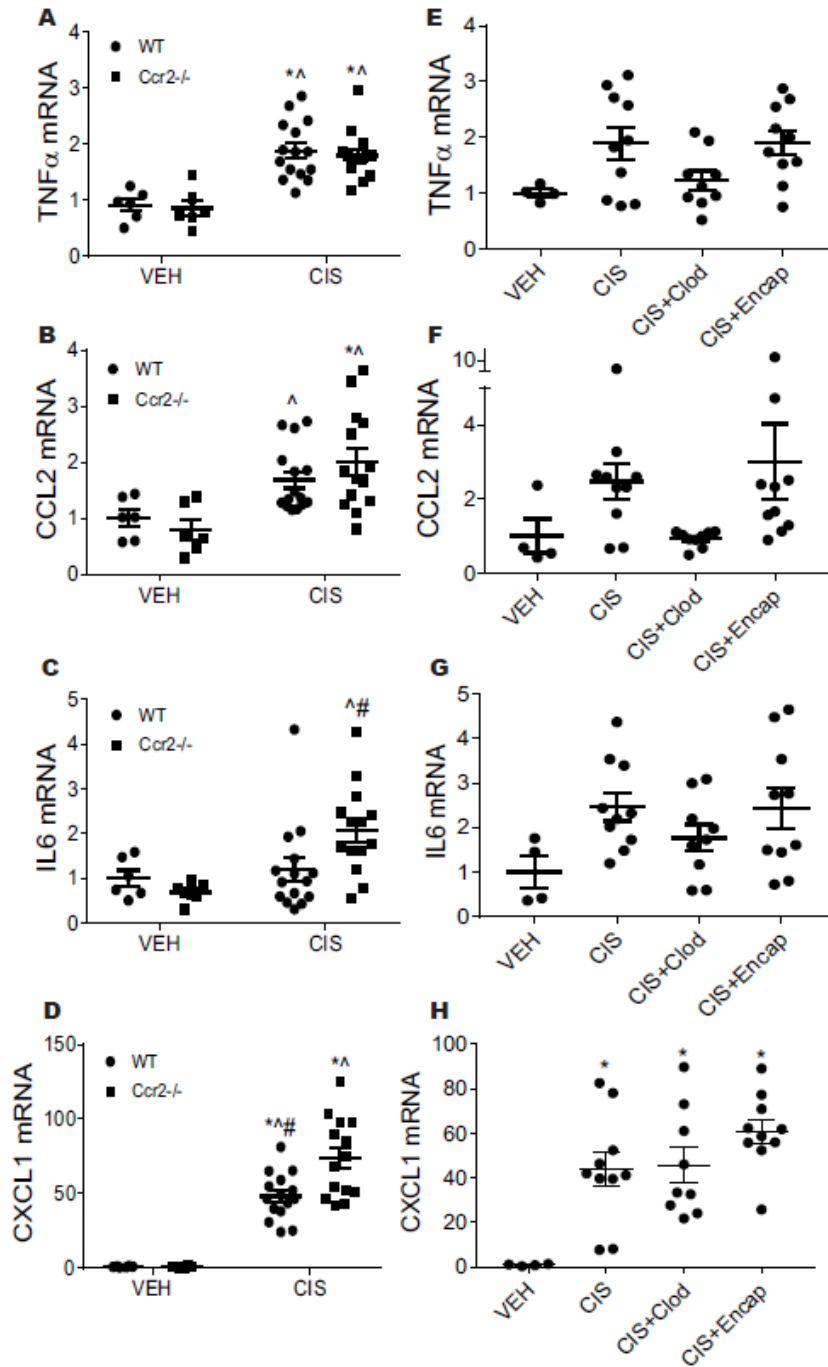 A
TNFα mRNA
4
3
2
1
0
WT
Ccr2-/-
*^
*^
VEH
CIS
E
TNFα mRNA
4
3
2
1
0
VEH
CIS
CIS+Clod
CIS+Encap
B
CCL2 mRNA
4
3
2
1
0
WT
Ccr2-/-
^
*^
VEH
CIS
F
CCL2 mRNA
10
4
2
0
VEH
CIS
CIS+Clod
CIS+Encap
C
IL6 mRNA
5
4
3
2
1
0
WT
Ccr2-/-
^#
VEH
CIS
G
IL6 mRNA
5
4
3
2
1
0
VEH
CIS
CIS+Clod
CIS+Encap
D
CXCL1 mRNA
150
100
50
0
WT
Ccr2-/-
*^#
*^
VEH
CIS
H
CXCL1 mRNA
100
80
60
40
20
0
*
*
*
VEH
CIS
CIS+Clod
CIS+Encap